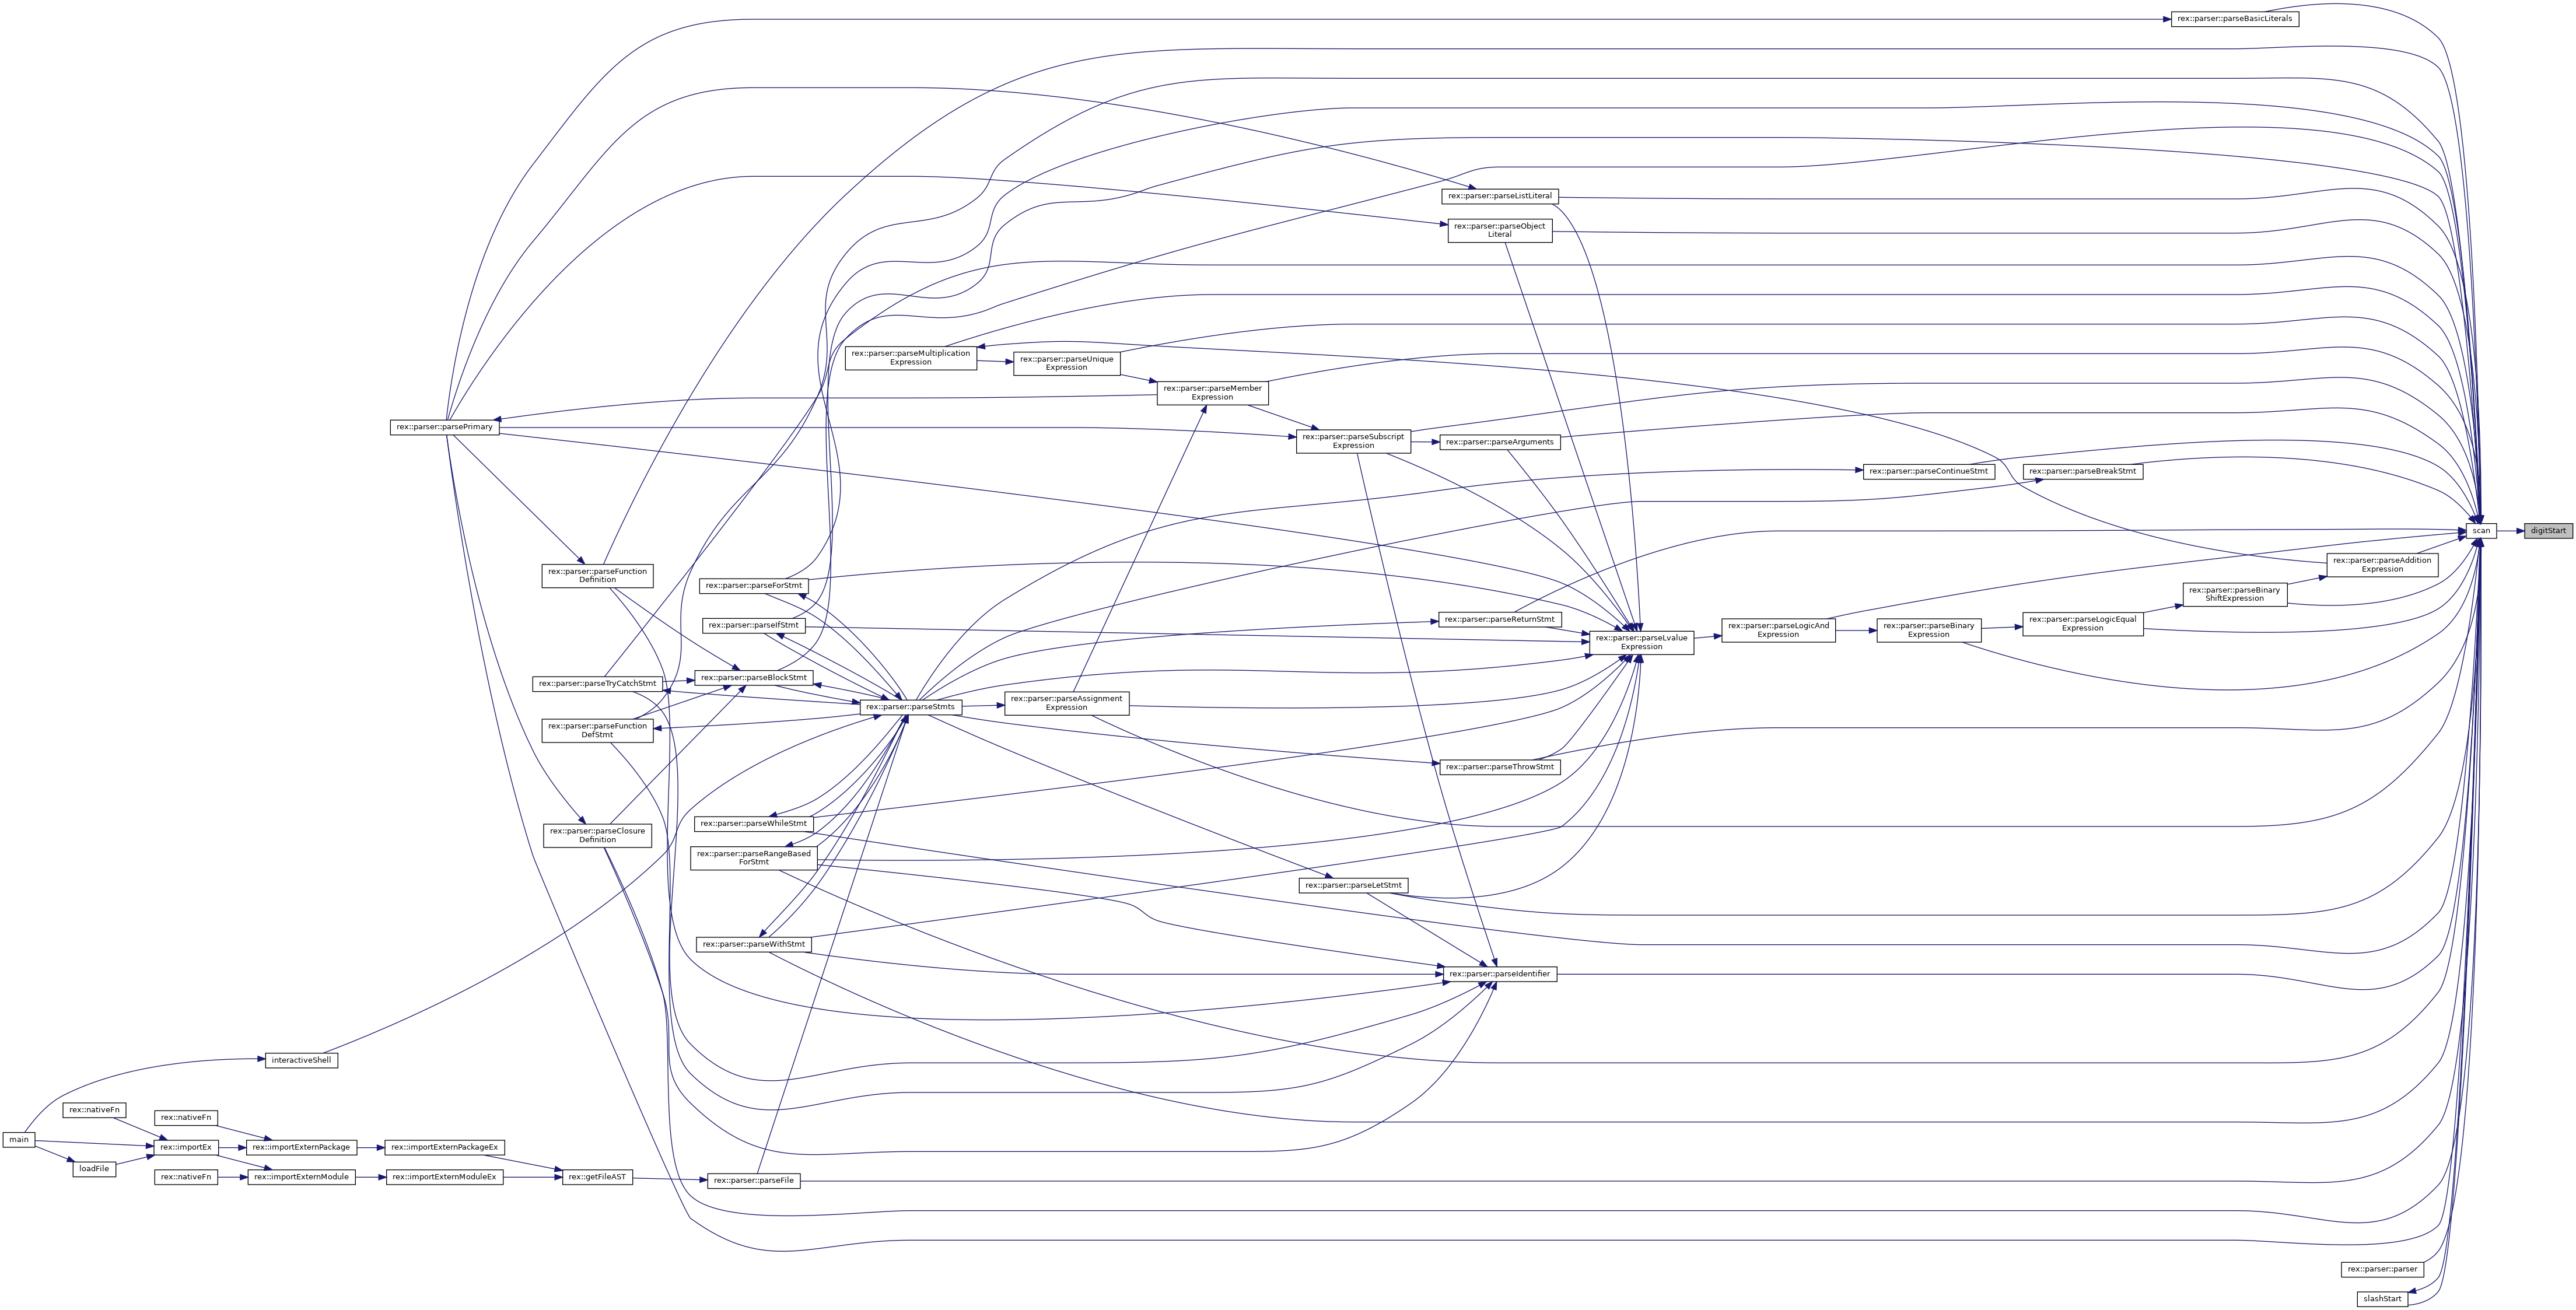 rex::parser::parseBasicLiterals
rex::parser::parseListLiteral
rex::parser::parseObject
Literal
rex::parser::parseMultiplication
Expression
rex::parser::parseUnique
Expression
rex::parser::parseMember
Expression
rex::parser::parsePrimary
rex::parser::parseSubscript
Expression
rex::parser::parseArguments
rex::parser::parseContinueStmt
rex::parser::parseBreakStmt
scan
digitStart
rex::parser::parseAddition
Expression
rex::parser::parseFunction
Definition
rex::parser::parseForStmt
rex::parser::parseBinary
ShiftExpression
rex::parser::parseIfStmt
rex::parser::parseReturnStmt
rex::parser::parseLvalue
Expression
rex::parser::parseLogicAnd
Expression
rex::parser::parseBinary
Expression
rex::parser::parseLogicEqual
Expression
rex::parser::parseTryCatchStmt
rex::parser::parseBlockStmt
rex::parser::parseStmts
rex::parser::parseAssignment
Expression
rex::parser::parseFunction
DefStmt
rex::parser::parseThrowStmt
rex::parser::parseClosure
Definition
rex::parser::parseWhileStmt
rex::parser::parseRangeBased
ForStmt
rex::parser::parseLetStmt
rex::parser::parseWithStmt
rex::parser::parseIdentifier
interactiveShell
rex::nativeFn
rex::nativeFn
main
rex::importEx
rex::importExternPackage
rex::importExternPackageEx
loadFile
rex::nativeFn
rex::importExternModule
rex::importExternModuleEx
rex::getFileAST
rex::parser::parseFile
rex::parser::parser
slashStart